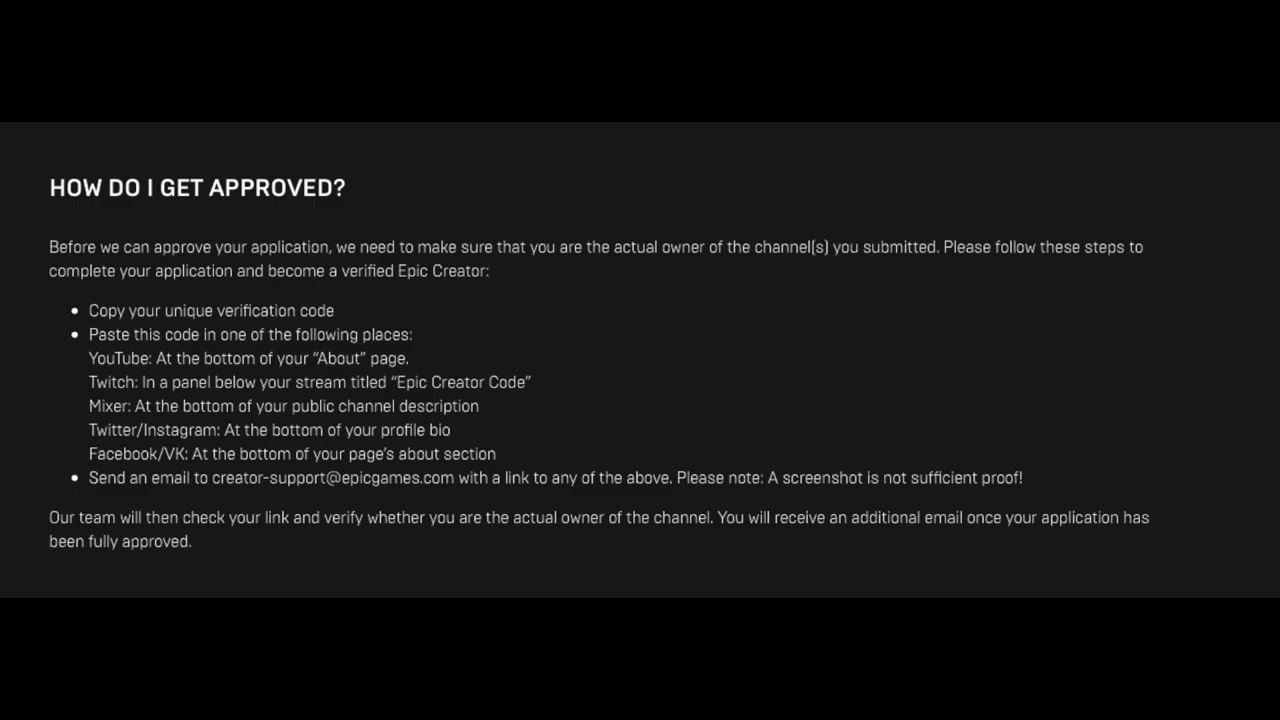 HOW DO I GET APPROVED?
Before we can approve your application, we need to make sure that you are the actual owner of the channel(s) you submitted. Please follow these steps to
complete your application and become a verified Epic Creator:
• Copy your unique verification code
• Paste this code in one of the following places:
YouTube: At the bottom of your “About” page.
Twitch: In a panel below your stream titled “Epic Creator Code”
Mixer: At the bottom of your public channel description
Twitter/Instagram: At the bottom of your profile bio
Facebook/VK: At the bottom of your page’s about section
• Send an email to creator-support@epicgames.com with a link to any of the above. Please note: A screenshot is not sufficient proof!
Our team will then check your link and verify whether you are the actual owner of the channel. You will receive an additional email once your application has
been fully approved.